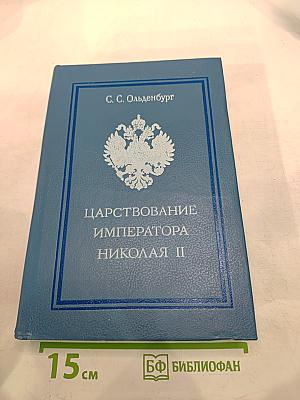 С. С. Ольденбург
ЦАРСТВОВАНИЕ
ИМПЕРАТОРА
НИКОЛАЯ II
15 см
БФ БИБЛИОФАН